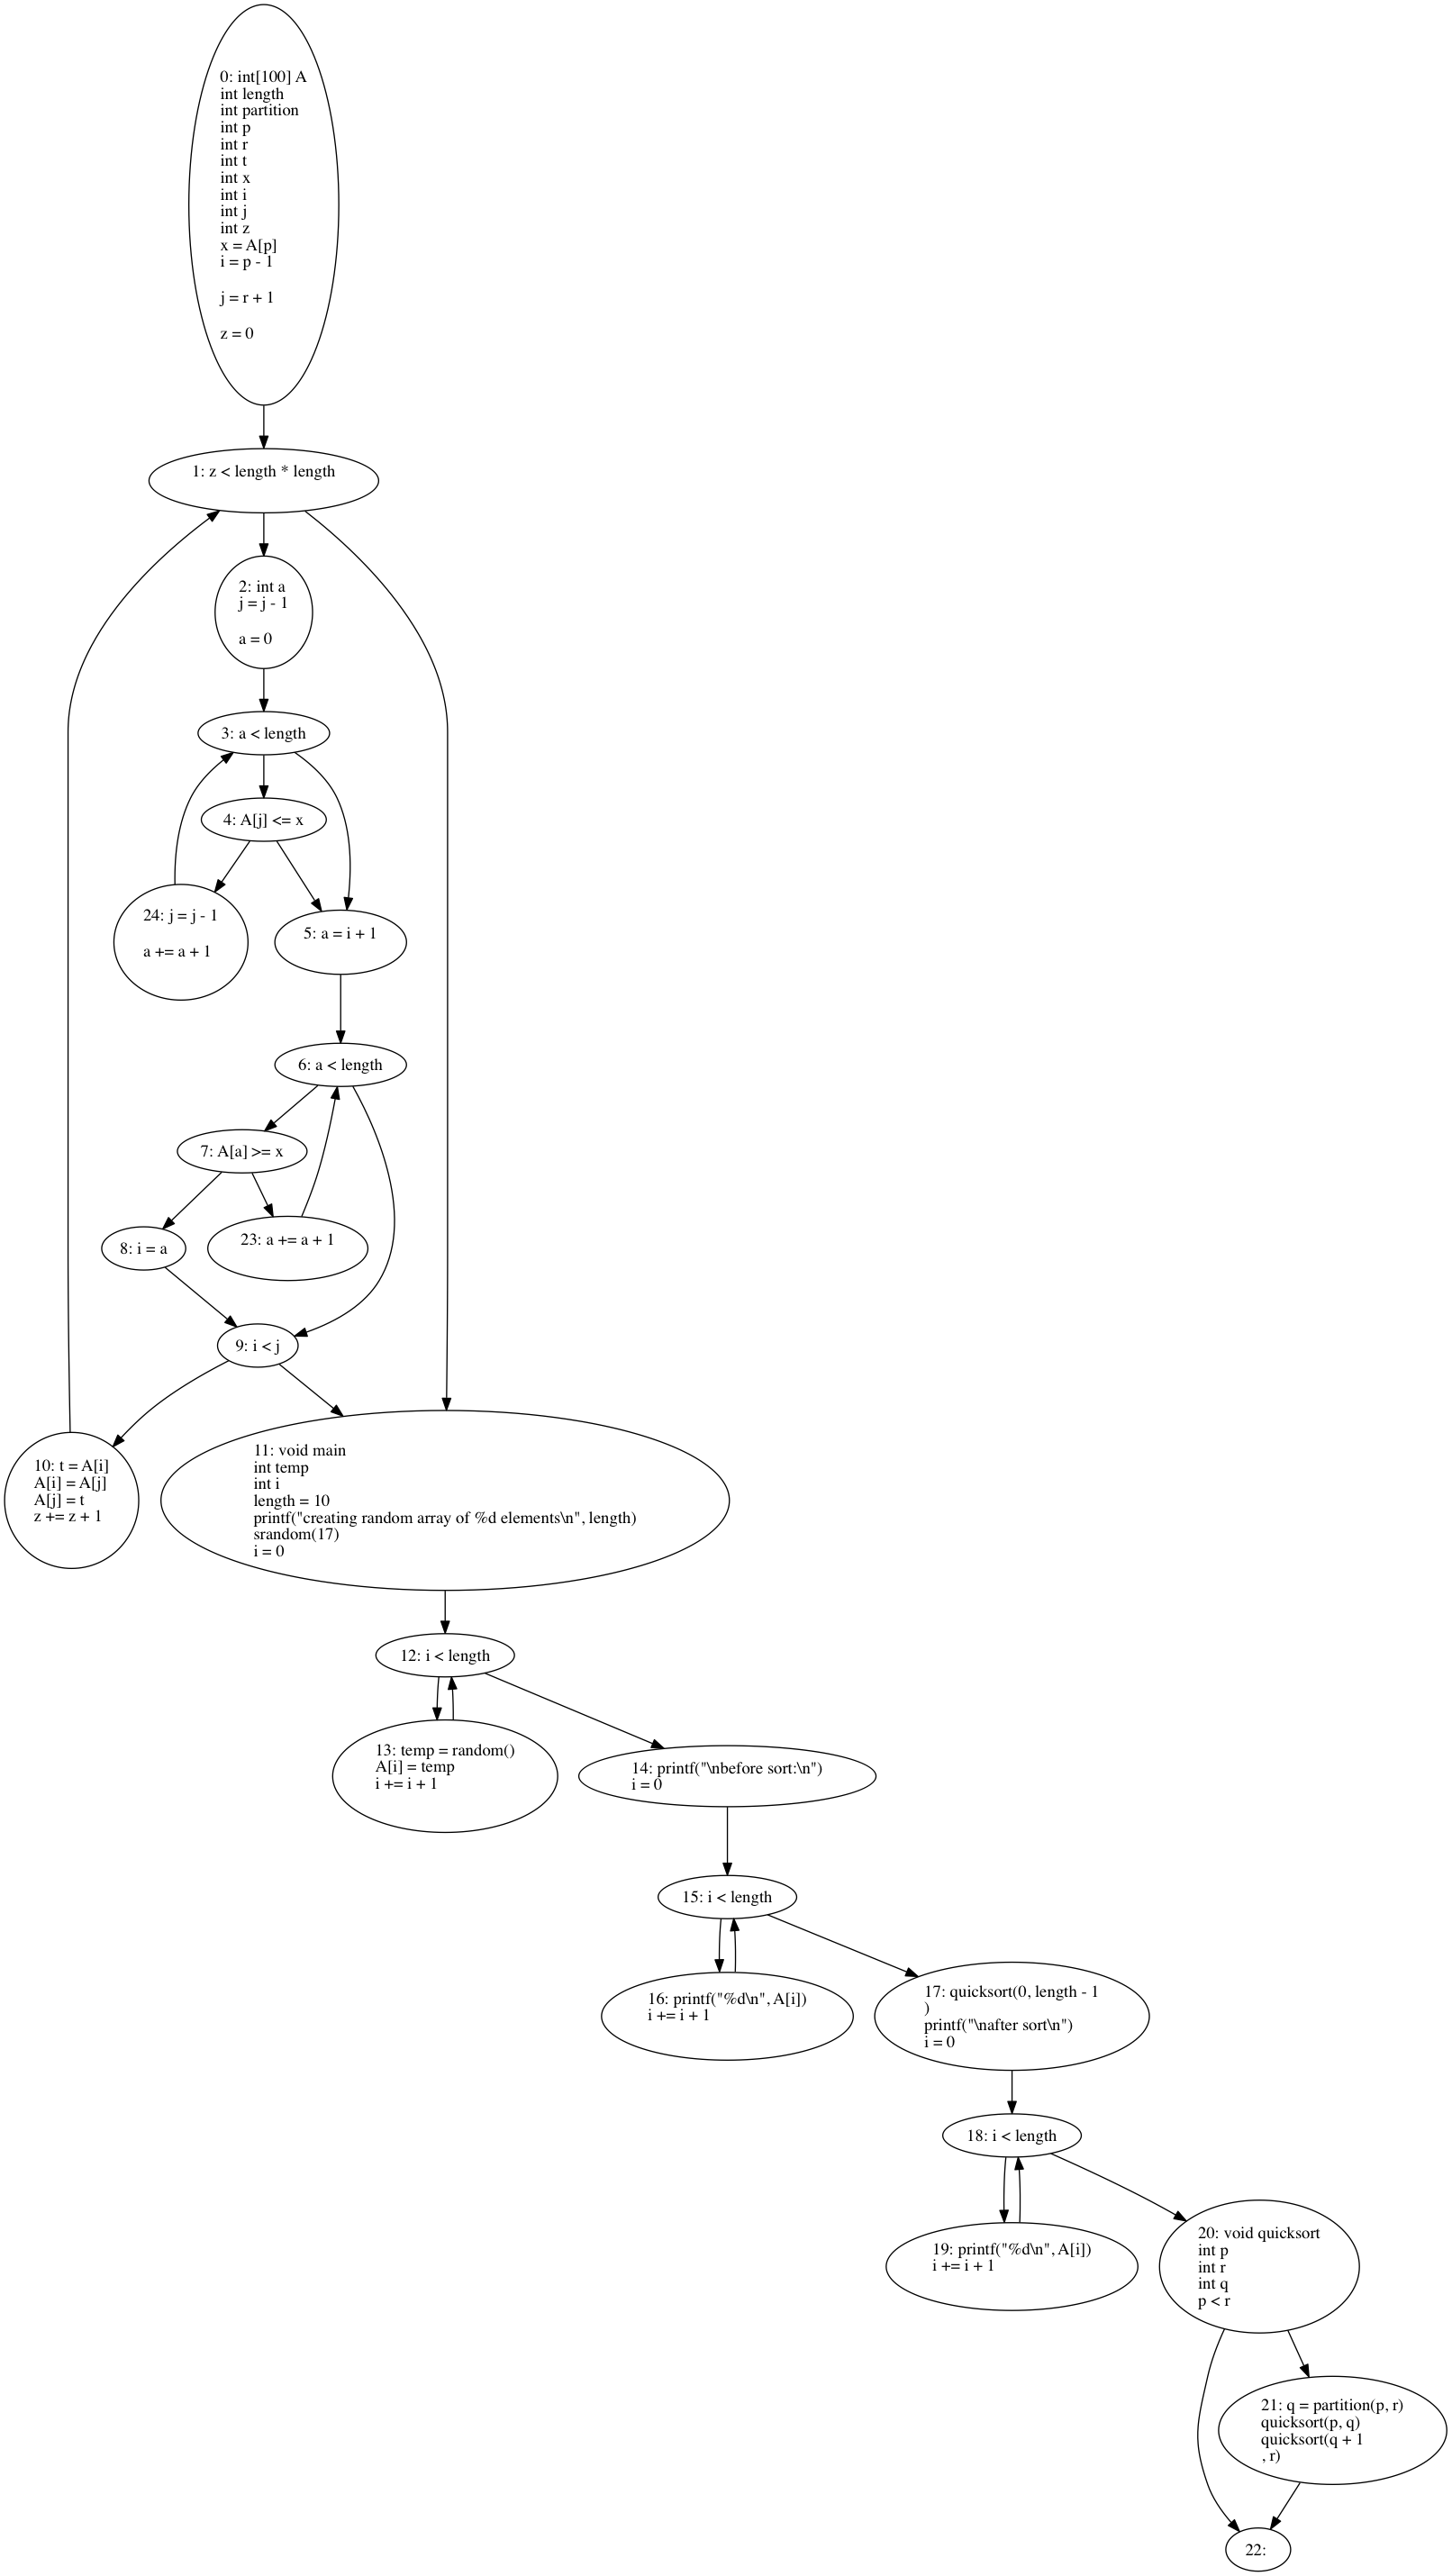 0: int[100] A
int length
int partition
int p
int r
int t
int x
int i
int j
int z
x = A[p]
i = p - 1
j = r + 1
z = 0
1: z < length * length
2: int a
j = j - 1
a = 0
3: a < length
4: A[j] <= x
24: j = j - 1
a += a + 1
5: a = i + 1
6: a < length
7: A[a] >= x
8: i = a
23: a += a + 1
9: i < j
10: t = A[i]
A[i] = A[j]
A[j] = t
z += z + 1
11: void main
int temp
int i
length = 10
printf("creating random array of %d elements\n", length)
srandom(17)
i = 0
12: i < length
13: temp = random()
A[i] = temp
i += i + 1
14: printf("\nbefore sort:\n")
i = 0
15: i < length
16: printf("%d\n", A[i])
i += i + 1
17: quicksort(0, length - 1
)
printf("\nafter sort\n")
i = 0
18: i < length
19: printf("%d\n", A[i])
i += i + 1
20: void quicksort
int p
int r
int q
p < r
21: q = partition(p, r)
quicksort(p, q)
quicksort(q + 1
, r)
22: